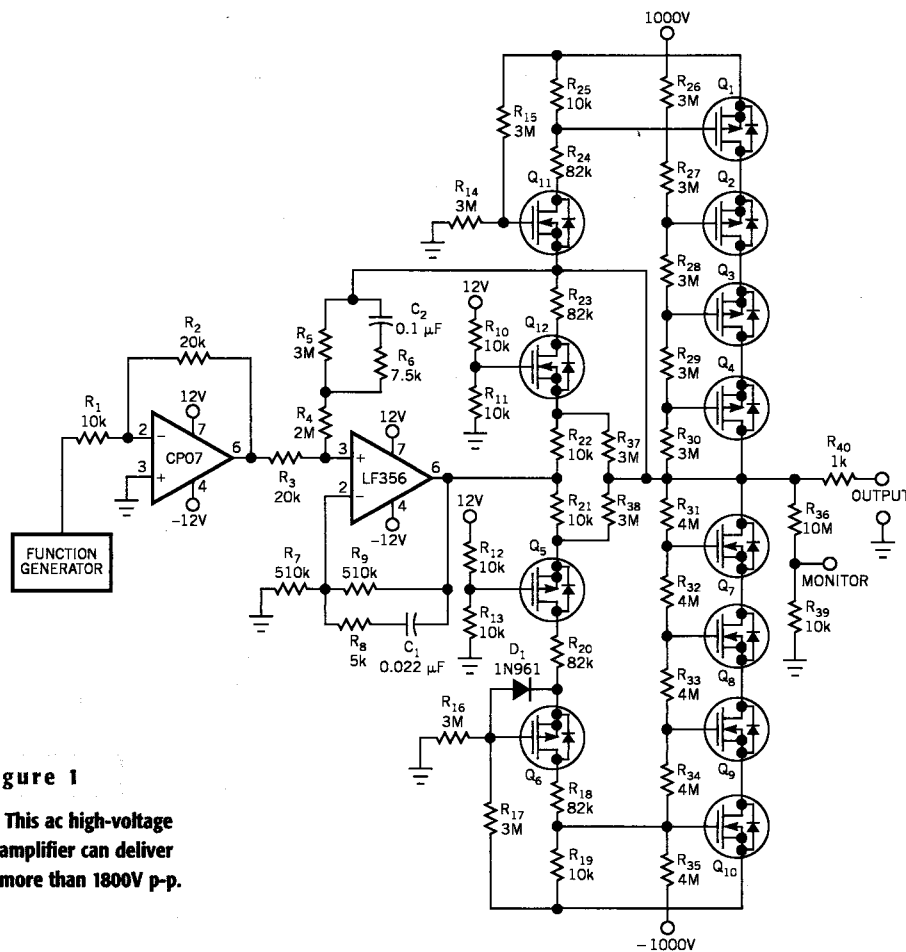 1000V
R25
10k
R26
3M
Q1
R15
3M
R24
82k
R27
3M
Q2
Q11
R14
3M
R28
3M
Q3
12V
R23
82k
C2
0.1 µF
R5
3M
R10
10k
Q12
R6
7.5k
R29
3M
Q4
R2
20k
R11
10k
R1
10k
12V
R4
2M
12V
R22
10k
R37
3M
R30
3M
R40
1k
2
7
−
6
3
+
CP07
4
-12V
R3
20k
3
7
+
6
2
−
LF356
4
-12V
R21
10k
R38
3M
R31
4M
R36
10M
OUTPUT
FUNCTION
GENERATOR
12V
R7
510k
R9
510k
R12
10k
Q5
R32
4M
Q7
MONITOR
R13
10k
R39
10k
R8
5k
C1
0.022 µF
R20
82k
Q8
D1
1N961
R33
4M
R16
3M
Q6
R18
82k
R34
4M
Q9
R17
3M
R19
10k
R35
4M
Q10
-1000V
gure 1
This ac high-voltage
amplifier can deliver
more than 1800V p-p.